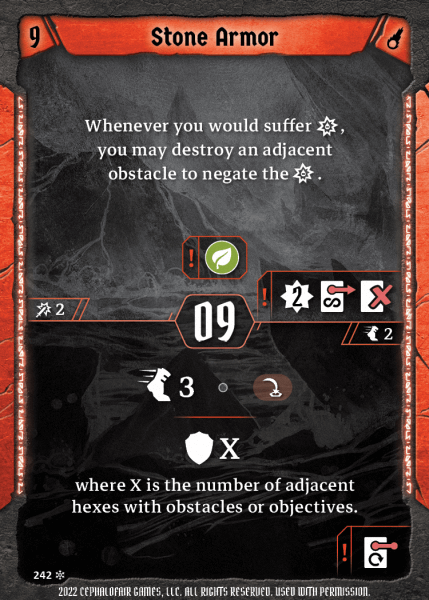 9 Stone Armor
Whenever you would suffer ,
you may destroy an adjacent
obstacle to negate the .
!
! 2 S
2 09
2
3
X
where X is the number of adjacent
hexes with obstacles or objectives.
!
242
2022 CEPHALOFAIR GAMES, LLC. ALL RIGHTS RESERVED. USED WITH PERMISSION.